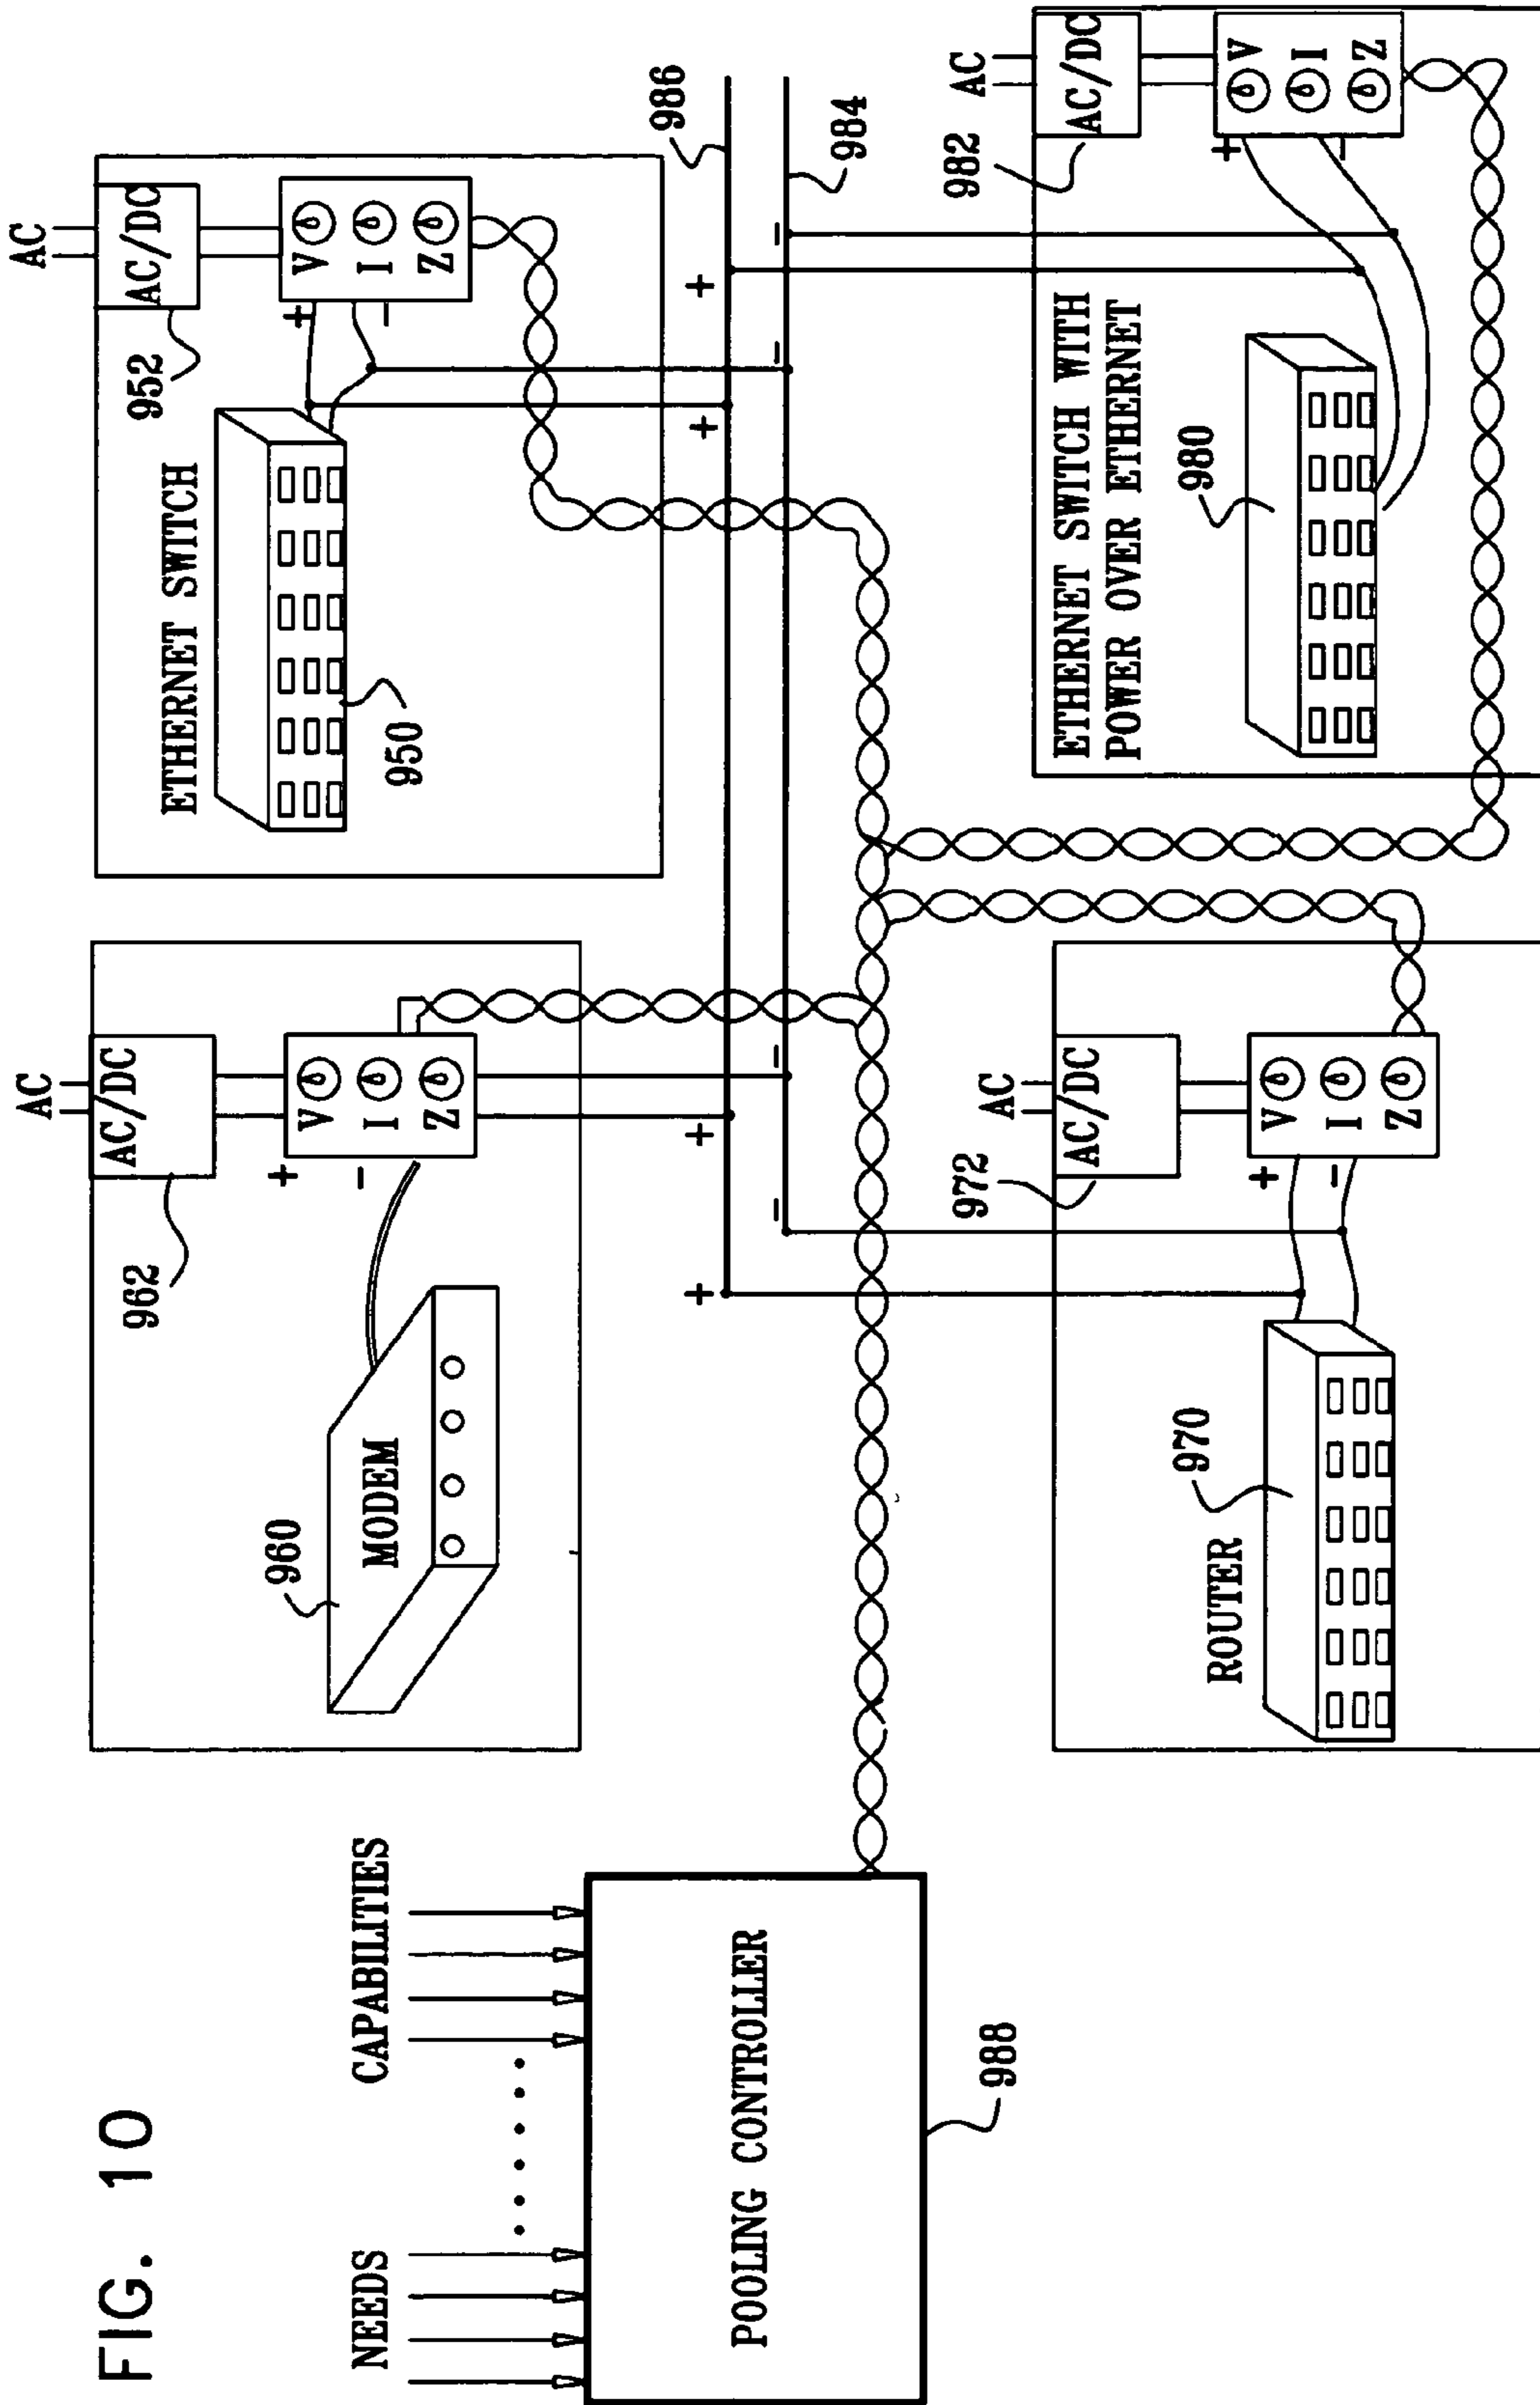 FIG. 10
NEEDS
CAPABILITIES
POOLING CONTROLLER
988
AC
AC/DC
962
V
I
Z
+
-
960
MODEM
AC
AC/DC
952
V
I
Z
+
-
ETHERNET SWITCH
950
986
984
+
-
+
-
+
-
+
-
AC
AC/DC
972
V
I
Z
+
-
ROUTER
970
AC
AC/DC
982
V
I
Z
+
-
ETHERNET SWITCH WITH
POWER OVER ETHERNET
980